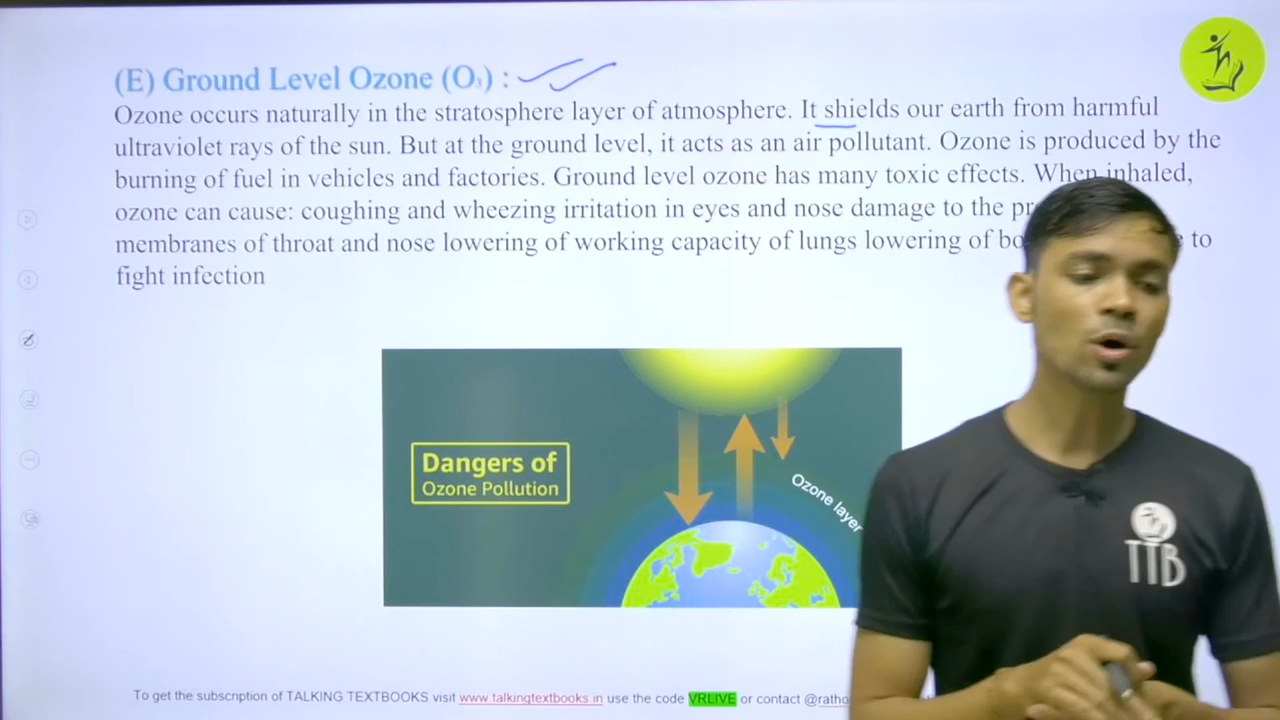 (E) Ground Level Ozone (O₃) :
Ozone occurs naturally in the stratosphere layer of atmosphere. It shields our earth from harmful
ultraviolet rays of the sun. But at the ground level, it acts as an air pollutant. Ozone is produced by the
burning of fuel in vehicles and factories. Ground level ozone has many toxic effects. When inhaled,
ozone can cause: coughing and wheezing irritation in eyes and nose damage to the
membranes of throat and nose lowering of working capacity of lungs lowering of to
fight infection
Dangers of
Ozone Pollution
Ozone layer
TTB
To get the subscription of TALKING TEXTBOOKS visit www.talkingtextbooks.in use the code VRLIVE or contact